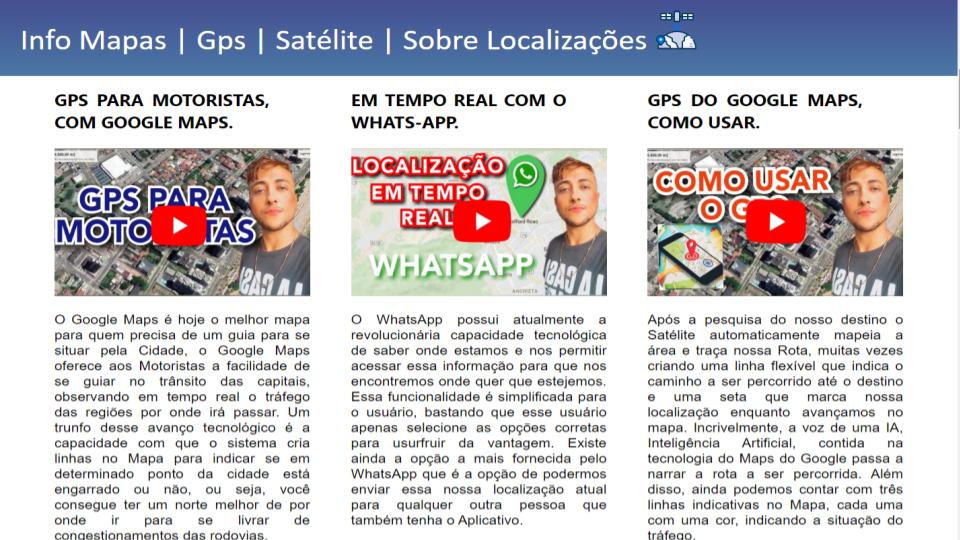 Info Mapas | Gps | Satélite | Sobre Localizações
GPS PARA MOTORISTAS,
COM GOOGLE MAPS.
GPS PARA
MOTO TAS
O Google Maps é hoje o melhor mapa
para quem precisa de um guia para se
situar pela Cidade, o Google Maps
oferece aos Motoristas a facilidade de
se guiar no trânsito das capitais,
observando em tempo real o tráfego
das regiões por onde irá passar. Um
trunfo desse avanço tecnológico é a
capacidade com que o sistema cria
linhas no Mapa para indicar se em
determinado ponto da cidade está
engarrado ou não, ou seja, você
consegue ter um norte melhor de por
onde ir para se livrar de
congestionamentos das rodovias.
EM TEMPO REAL COM O
WHATS-APP.
LOCALIZAÇÃO
EM TEMPO
REAL
WHATSAPP
ANCHIETA
O WhatsApp possui atualmente a
revolucionária capacidade tecnológica
de saber onde estamos e nos permitir
acessar essa informação para que nos
encontremos onde quer que estejemos.
Essa funcionalidade é simplificada para
o usuário, bastando que esse usuário
apenas selecione as opções corretas
para usurfruir da vantagem. Existe
ainda a opção a mais fornecida pelo
WhatsApp que é a opção de podermos
enviar essa nossa localização atual
para qualquer outra pessoa que
também tenha o Aplicativo.
GPS DO GOOGLE MAPS,
COMO USAR.
COMO USAR
O G
Após a pesquisa do nosso destino o
Satélite automaticamente mapeia a
área e traça nossa Rota, muitas vezes
criando uma linha flexível que indica o
caminho a ser percorrido até o destino
e uma seta que marca nossa
localização enquanto avançamos no
mapa. Incrivelmente, a voz de uma IA,
Inteligência Artificial, contida na
tecnologia do Maps do Google passa a
narrar a rota a ser percorrida. Além
disso, ainda podemos contar com três
linhas indicativas no Mapa, cada uma
com uma cor, indicando a situação do
tráfego.